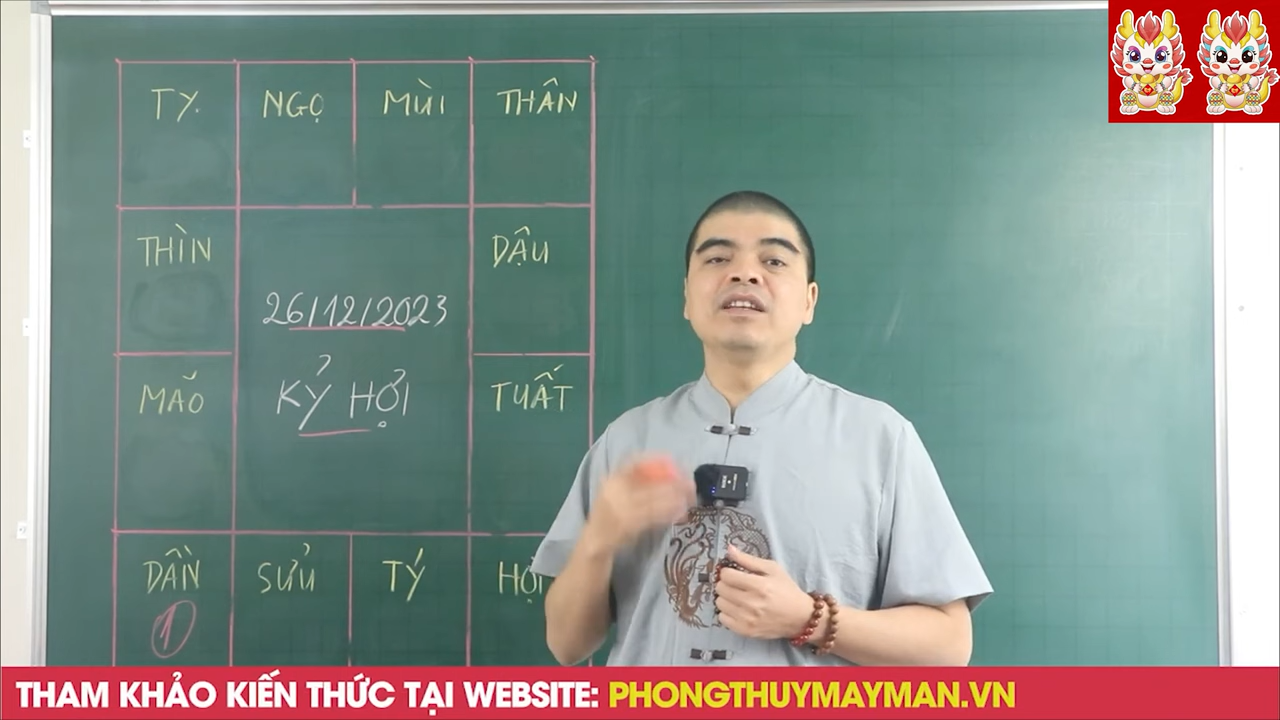 TY. NGỌ MÙI THÂN
THÌN DẬU
26/12/2023
MÃO KỶ HỢI TUẤT
DẦN SỬU TÝ HỢI
1
THAM KHẢO KIẾN THỨC TẠI WEBSITE: PHONGTHUYMAYMAN.VN